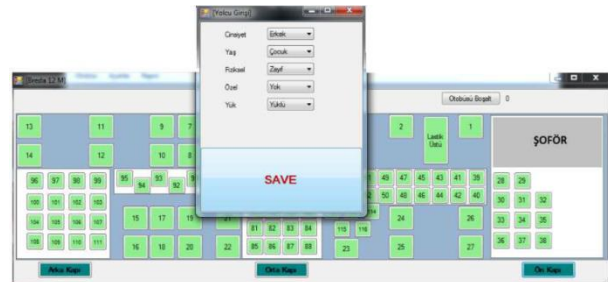 [Yolcu Girişi]
Cinsiyet Erkek
Yaş Çocuk
Fiziksel Zayıf
Özel Yok
Yük Yüklü
SAVE
Otobüsü Boşalt 0
13 11 9 7 2 Lastik Üstü 1
ŞOFÖR
14 12 10 8
96 97 98 99 95 94 93 92 49 47 45 43 41 39 28 29
100 101 102 103 50 48 46 44 42 40 30 31 32
104 105 106 107 15 17 19 21 81 82 83 84 115 116 24 26 33 34 35
108 109 110 111 16 18 20 22 85 86 87 88 23 25 27 36 37 38
Arka Kapı Orta Kapı Ön Kapı